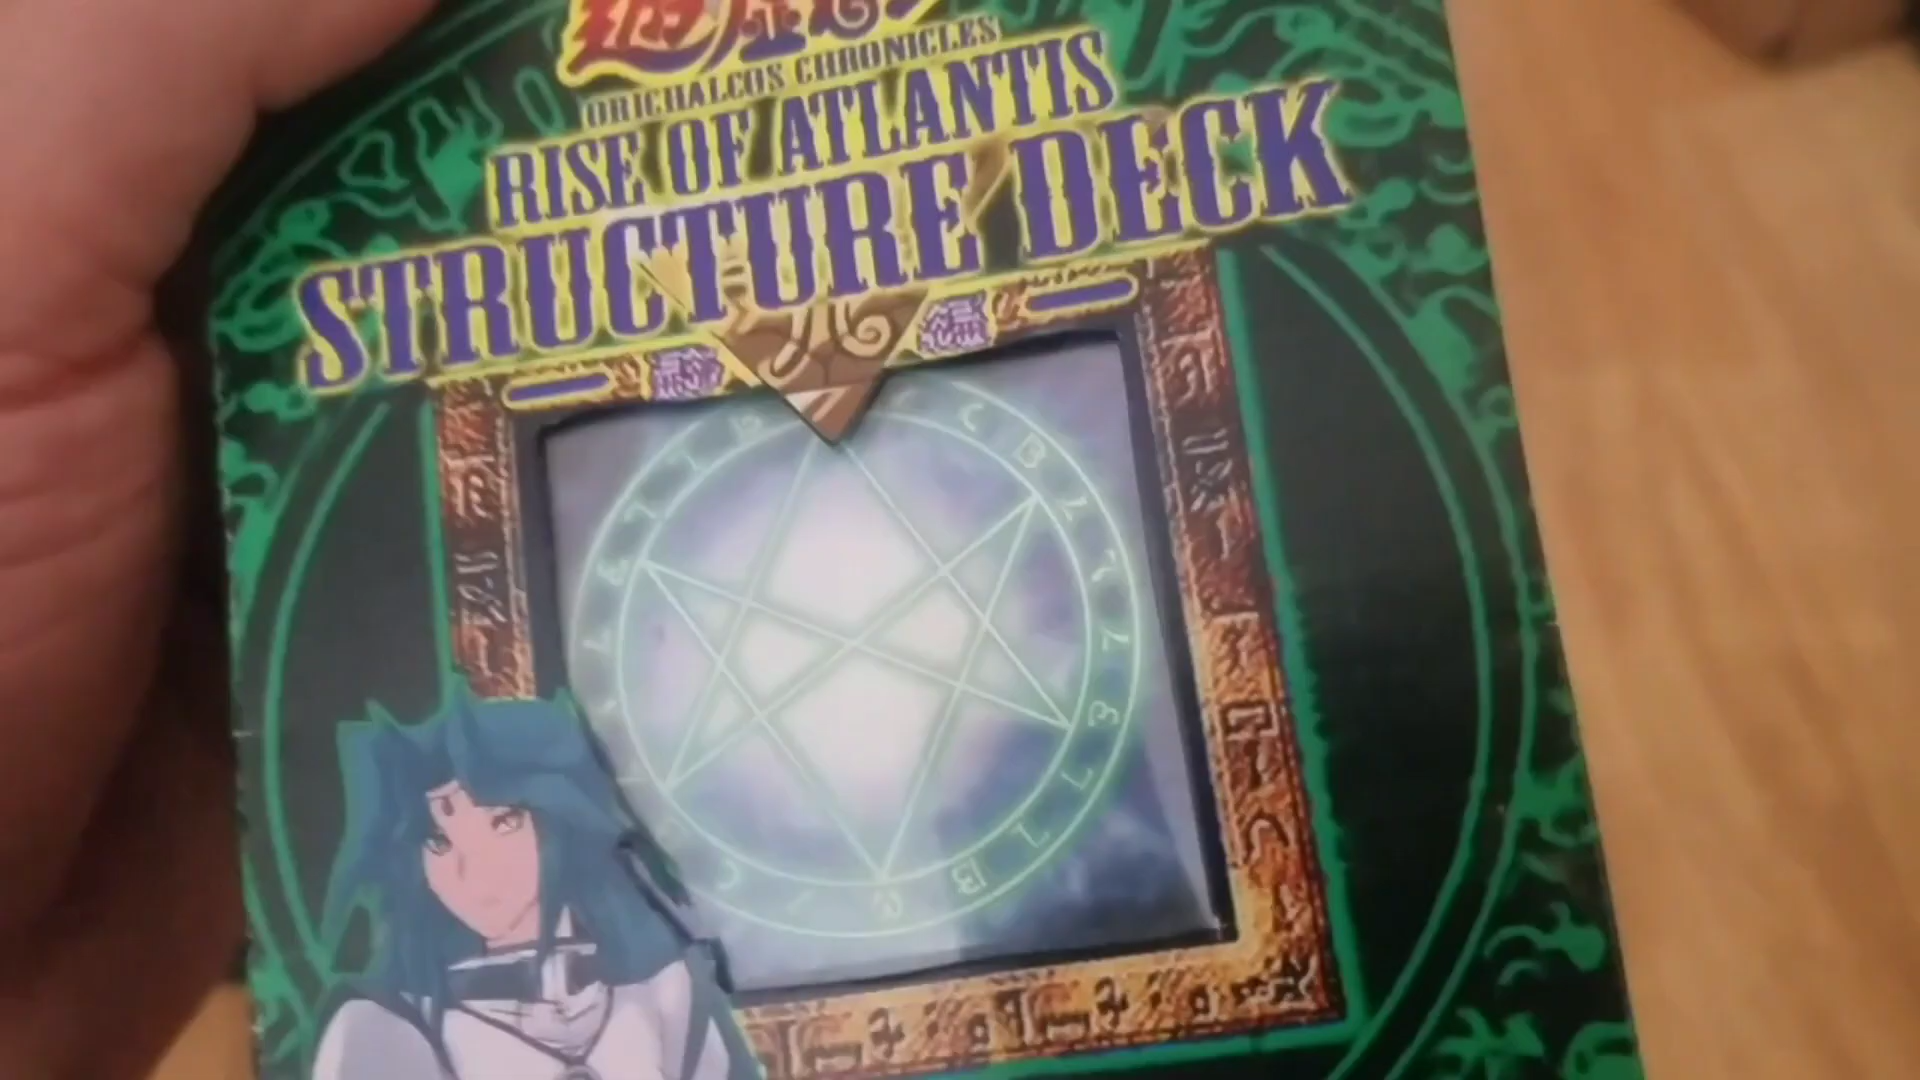 ORICHALCOS CHRONICLES
RISE OF ATLANTIS
STRUCTURE DECK